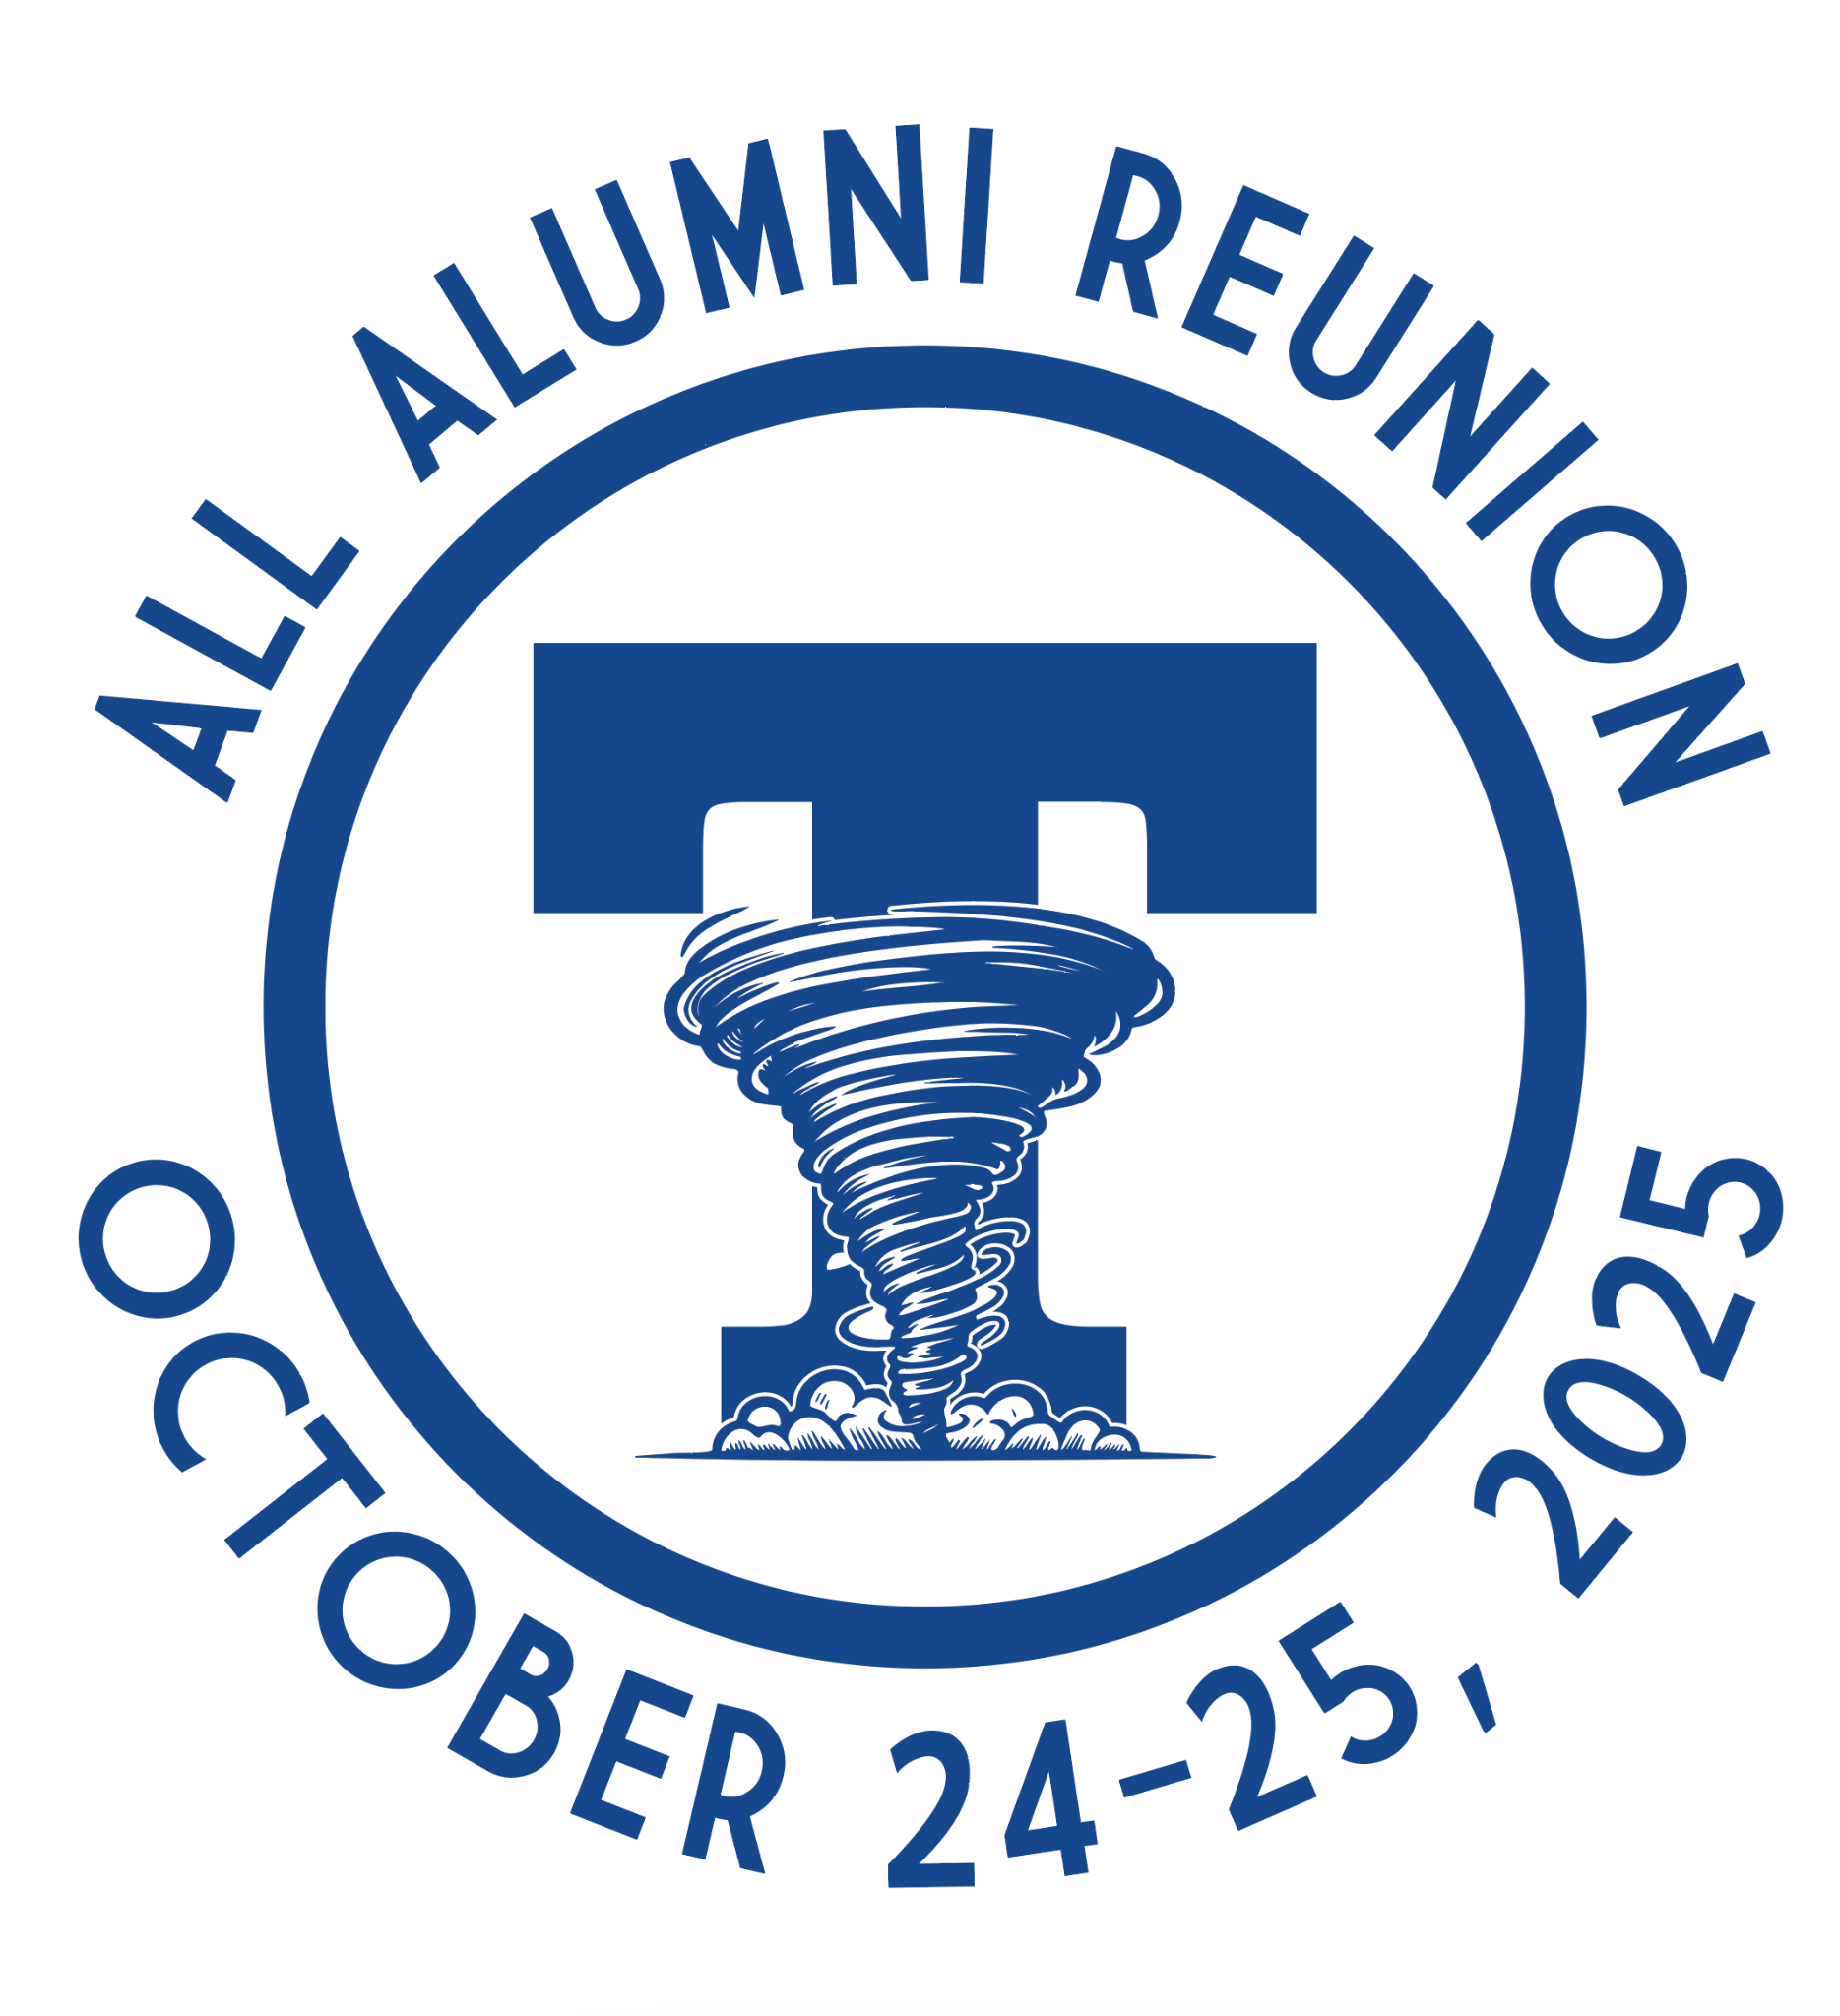 ALL ALUMNI REUNION
T
OCTOBER 24-25, 2025